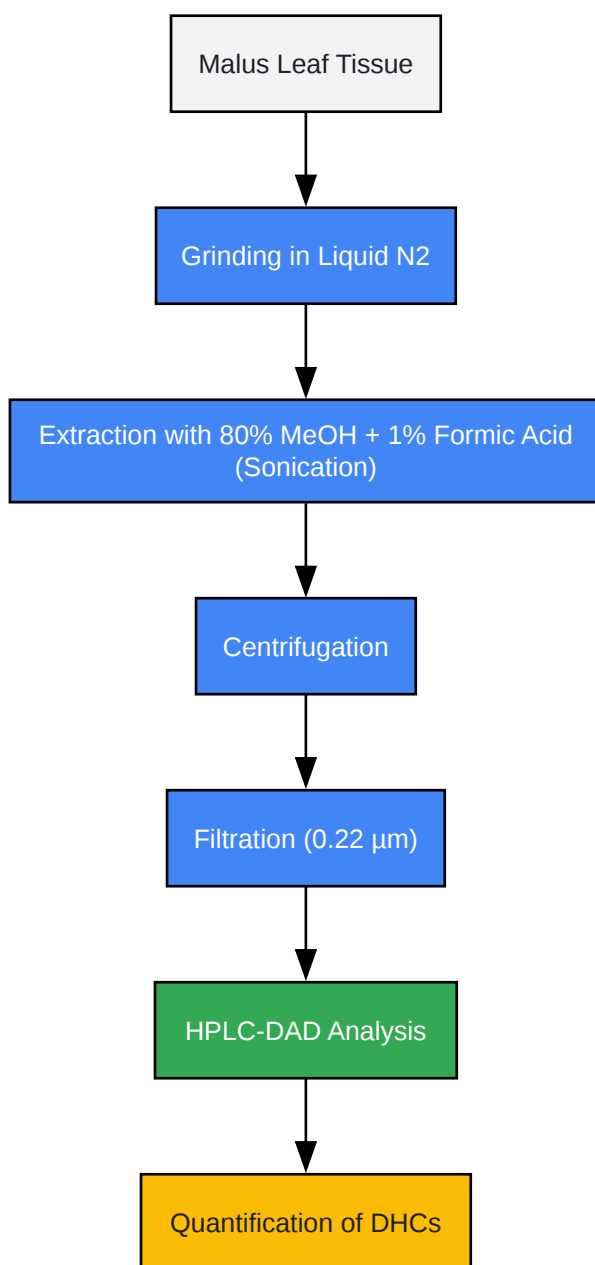 Malus Leaf Tissue
Grinding in Liquid N2
Extraction with 80% MeOH + 1% Formic Acid
(Sonication)
Centrifugation
Filtration (0.22 µm)
HPLC-DAD Analysis
Quantification of DHCs